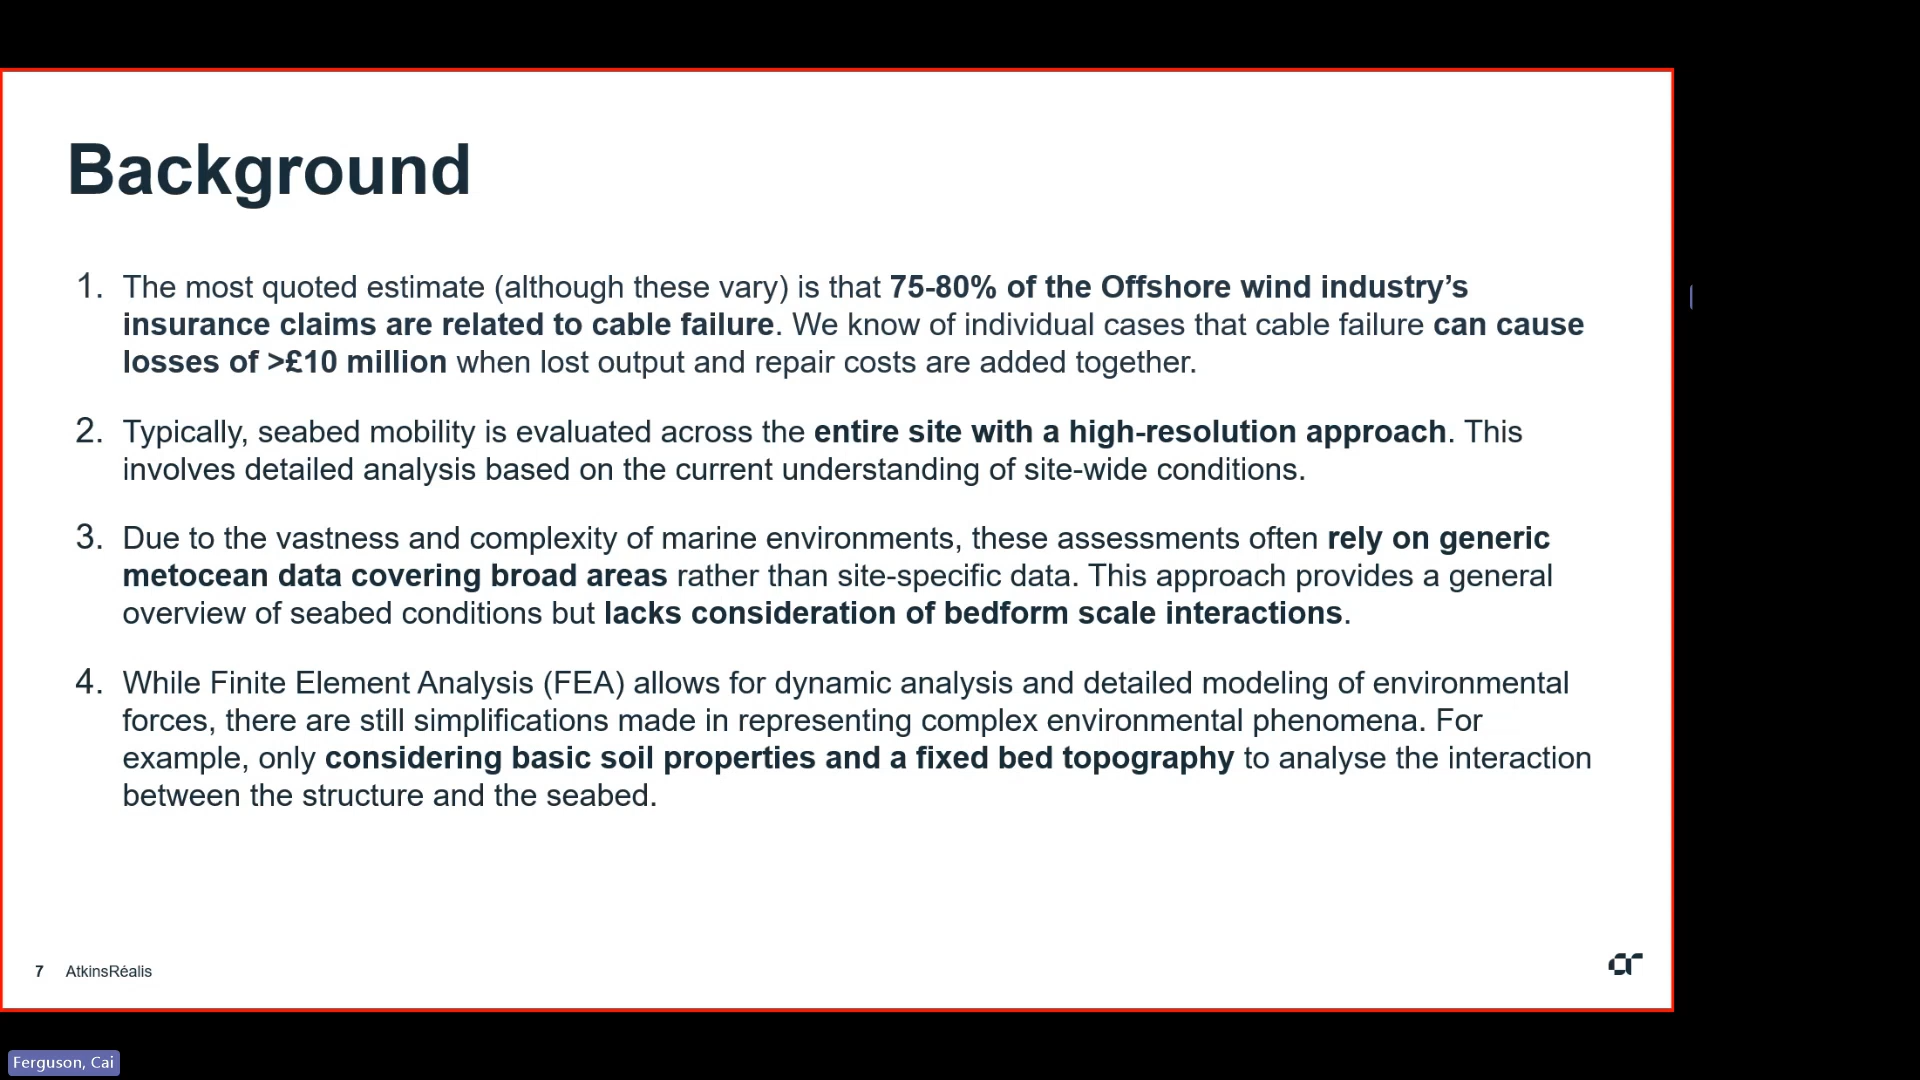 Background
1. The most quoted estimate (although these vary) is that 75-80% of the Offshore wind industry’s
insurance claims are related to cable failure. We know of individual cases that cable failure can cause
losses of >£10 million when lost output and repair costs are added together.
2. Typically, seabed mobility is evaluated across the entire site with a high-resolution approach. This
involves detailed analysis based on the current understanding of site-wide conditions.
3. Due to the vastness and complexity of marine environments, these assessments often rely on generic
metocean data covering broad areas rather than site-specific data. This approach provides a general
overview of seabed conditions but lacks consideration of bedform scale interactions.
4. While Finite Element Analysis (FEA) allows for dynamic analysis and detailed modeling of environmental
forces, there are still simplifications made in representing complex environmental phenomena. For
example, only considering basic soil properties and a fixed bed topography to analyse the interaction
between the structure and the seabed.
7 AtkinsRéalis
Ferguson, Cai